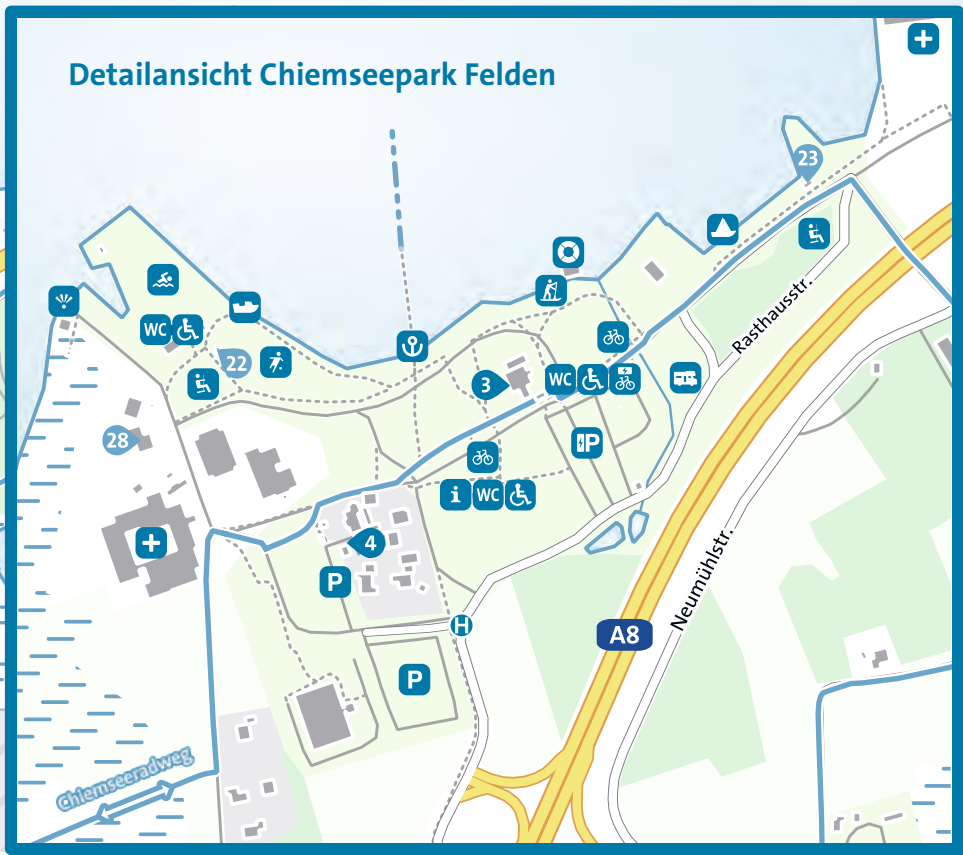 Detailansicht Chiemseepark Felden
23
Rasthausstr.
WC
22
3
WC
28
P
i
WC
4
P
H
A8
Neumühlstr.
P
Chiemseeradweg